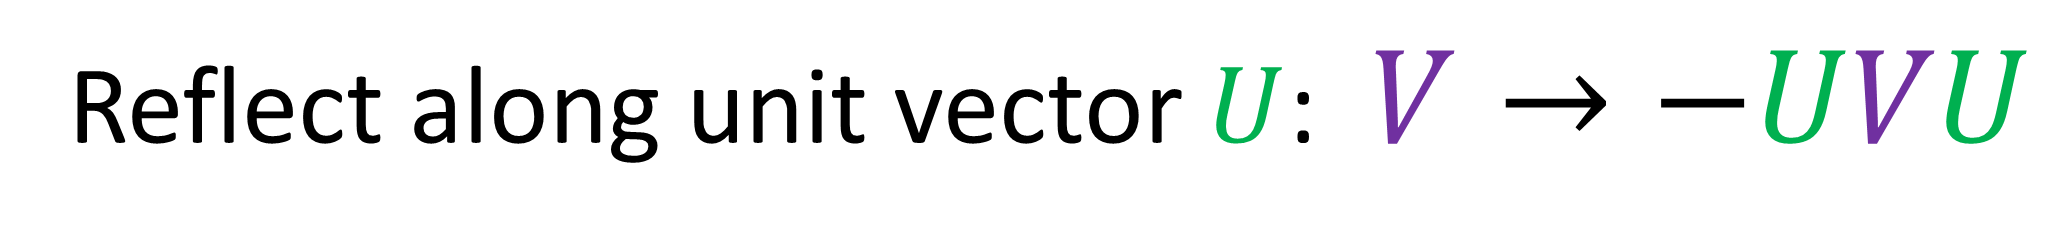 Reflect along unit vector U: V → −UVU